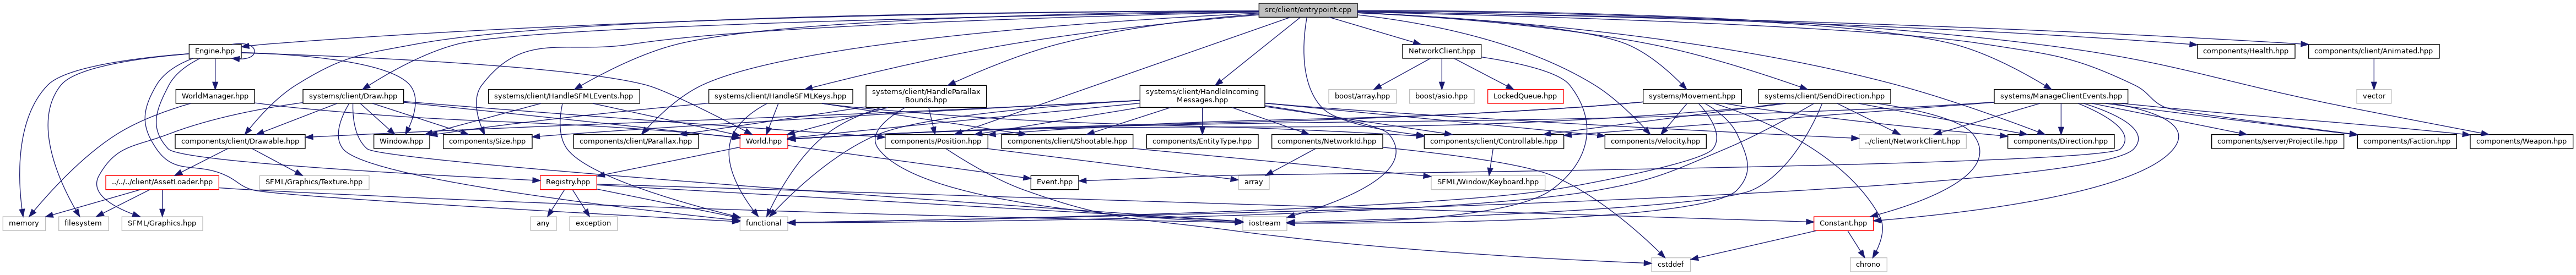 src/client/entrypoint.cpp
Engine.hpp
NetworkClient.hpp
components/Health.hpp
components/client/Animated.hpp
WorldManager.hpp
systems/client/Draw.hpp
systems/client/HandleSFMLEvents.hpp
systems/client/HandleSFMLKeys.hpp
systems/client/HandleParallax
Bounds.hpp
systems/client/HandleIncoming
Messages.hpp
boost/array.hpp
boost/asio.hpp
LockedQueue.hpp
systems/Movement.hpp
systems/client/SendDirection.hpp
systems/ManageClientEvents.hpp
vector
components/client/Drawable.hpp
Window.hpp
components/Size.hpp
components/client/Parallax.hpp
World.hpp
components/Position.hpp
components/client/Shootable.hpp
components/EntityType.hpp
components/NetworkId.hpp
components/client/Controllable.hpp
components/Velocity.hpp
../client/NetworkClient.hpp
components/Direction.hpp
components/server/Projectile.hpp
components/Faction.hpp
components/Weapon.hpp
../../../client/AssetLoader.hpp
SFML/Graphics/Texture.hpp
Registry.hpp
Event.hpp
array
SFML/Window/Keyboard.hpp
memory
filesystem
SFML/Graphics.hpp
any
exception
functional
iostream
Constant.hpp
cstddef
chrono